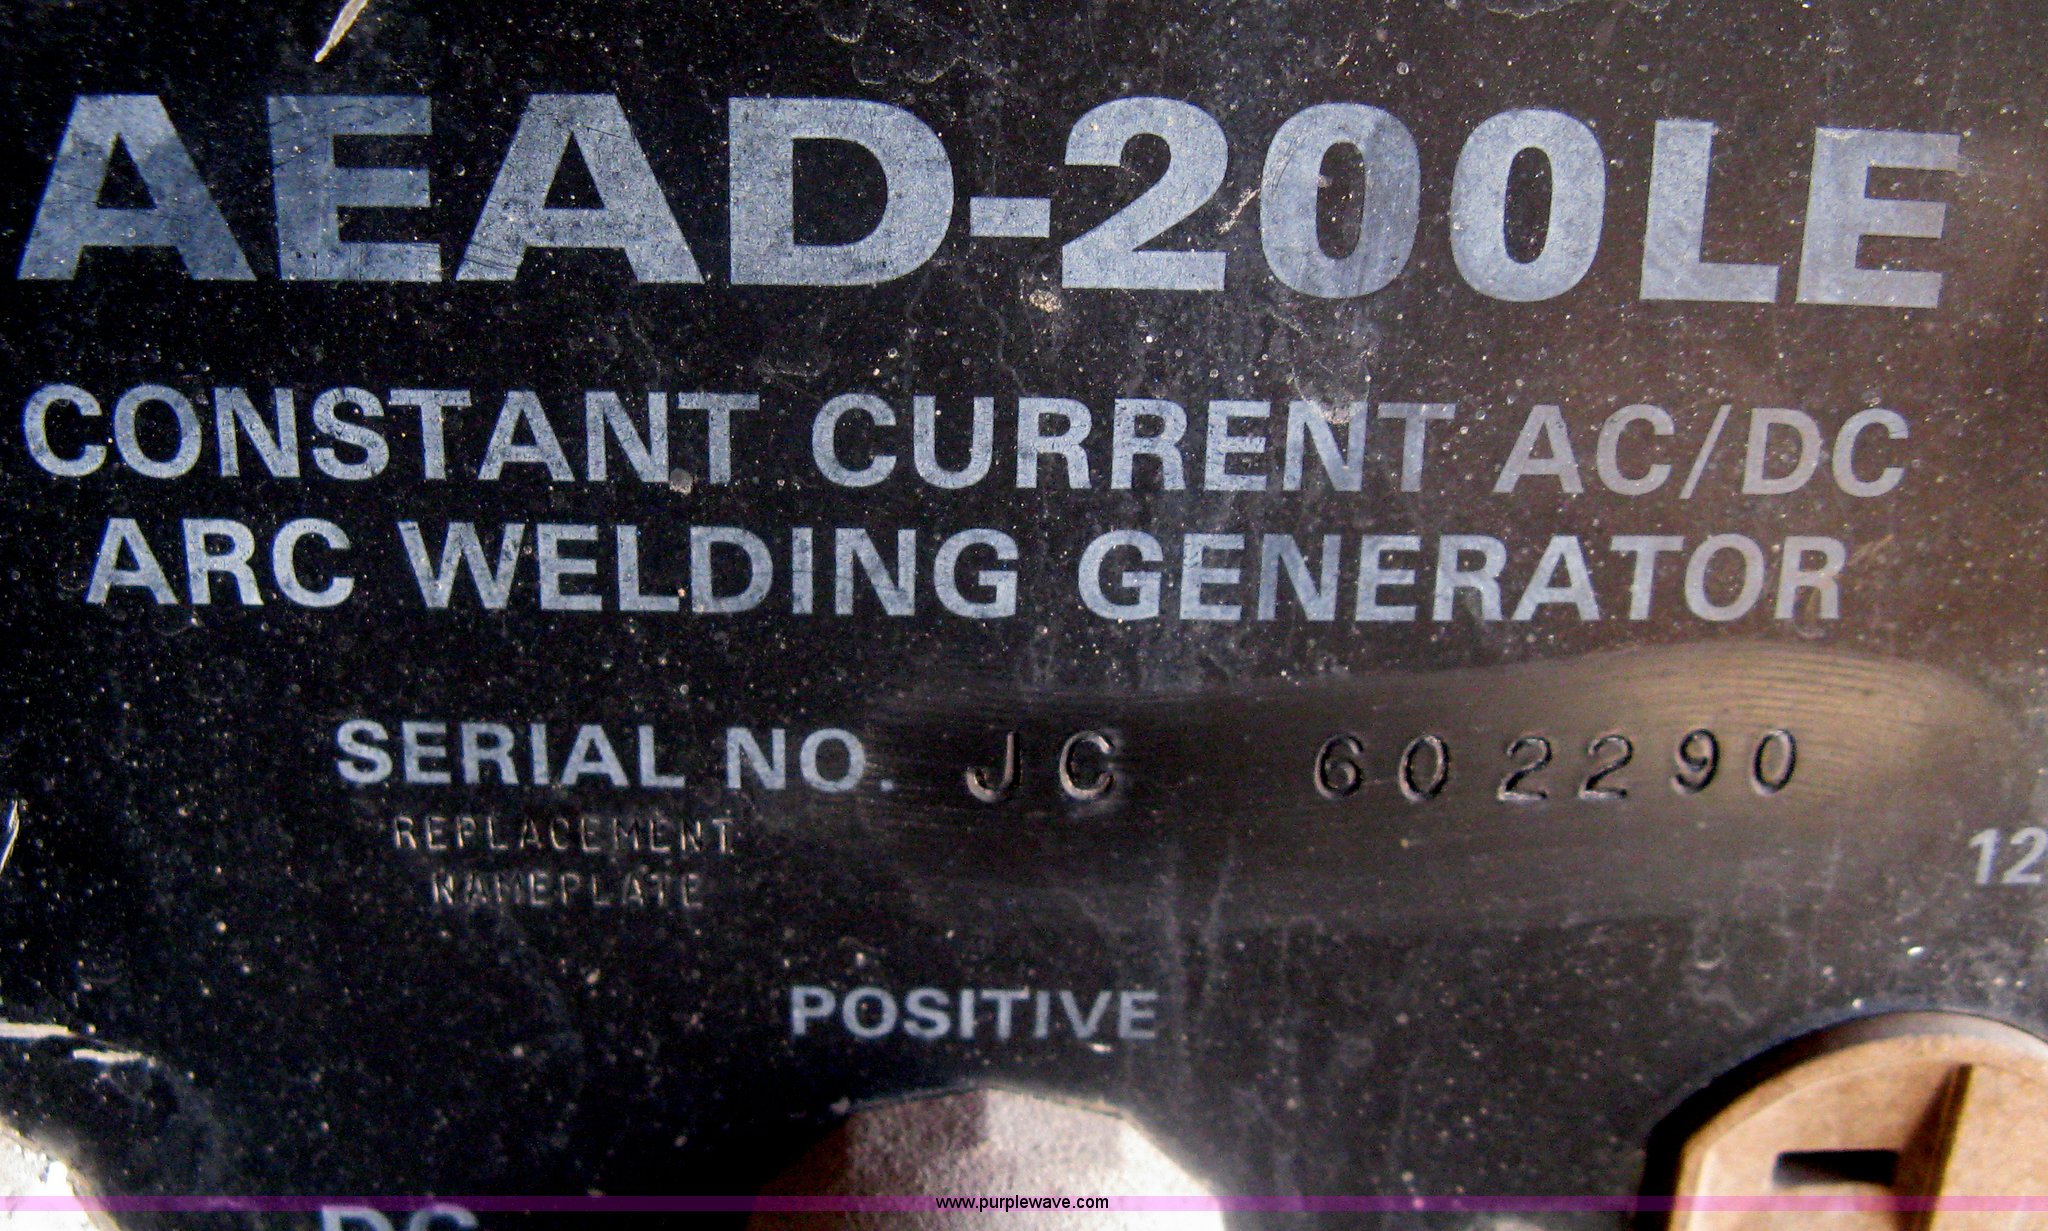 AEAD-200LE
CONSTANT CURRENT AC/DC
ARC WELDING GENERATOR
SERIAL NO. JC 602290
REPLACEMENT
NAMEPLATE
12
POSITIVE
DC
www.purplewave.com